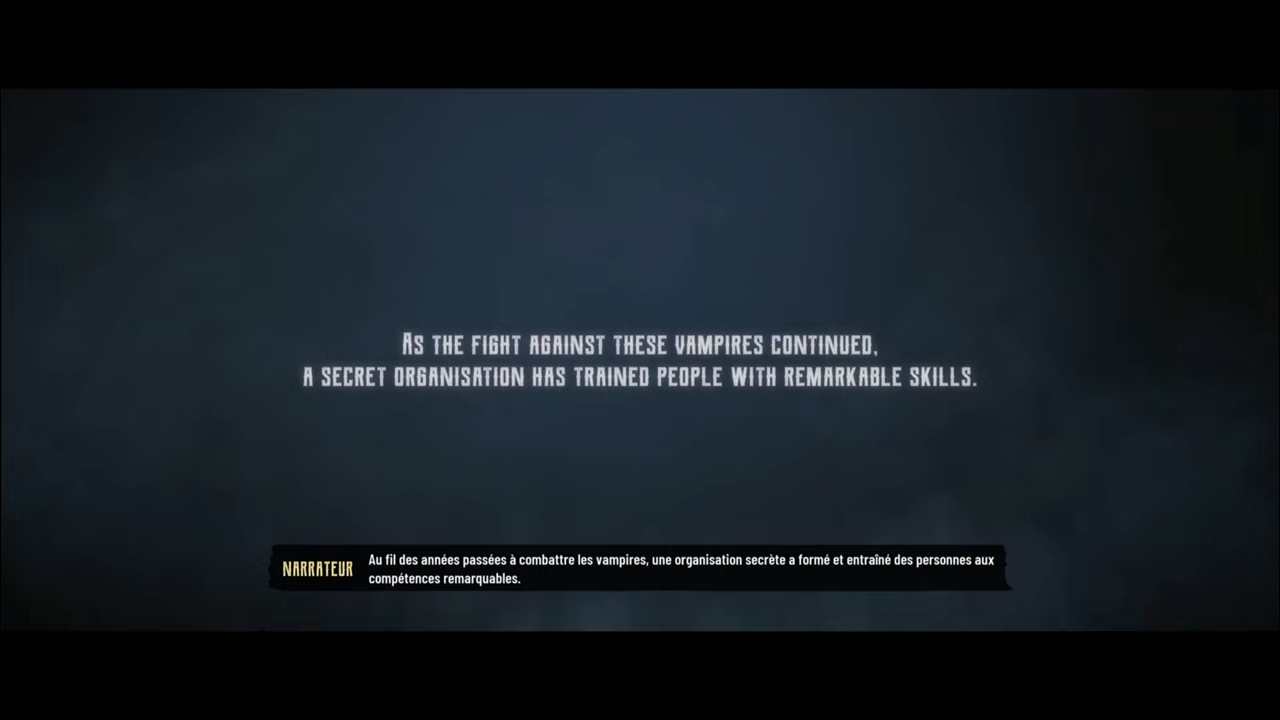 As the fight against these vampires continued,
a secret organisation has trained people with remarkable skills.
NARRATEUR
Au fil des années passées à combattre les vampires, une organisation secrète a formé et entraîné des personnes aux
compétences remarquables.